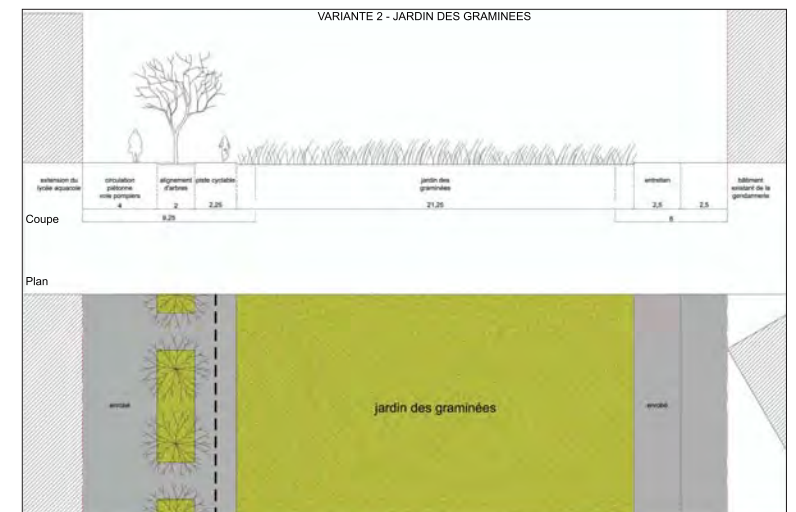 VARIANTE 2 - JARDIN DES GRAMINEES
extension du
lycée aquacole
circulation
piétonne
voie pompiers
4
alignement
d'arbres
2
piste cyclable
2,25
jardin des
graminées
21,25
entretien
2,5
2,5
bâtiment
existant de la
gendarmerie
9,25
6
Coupe
Plan
enrobé
jardin des graminées
enrobé